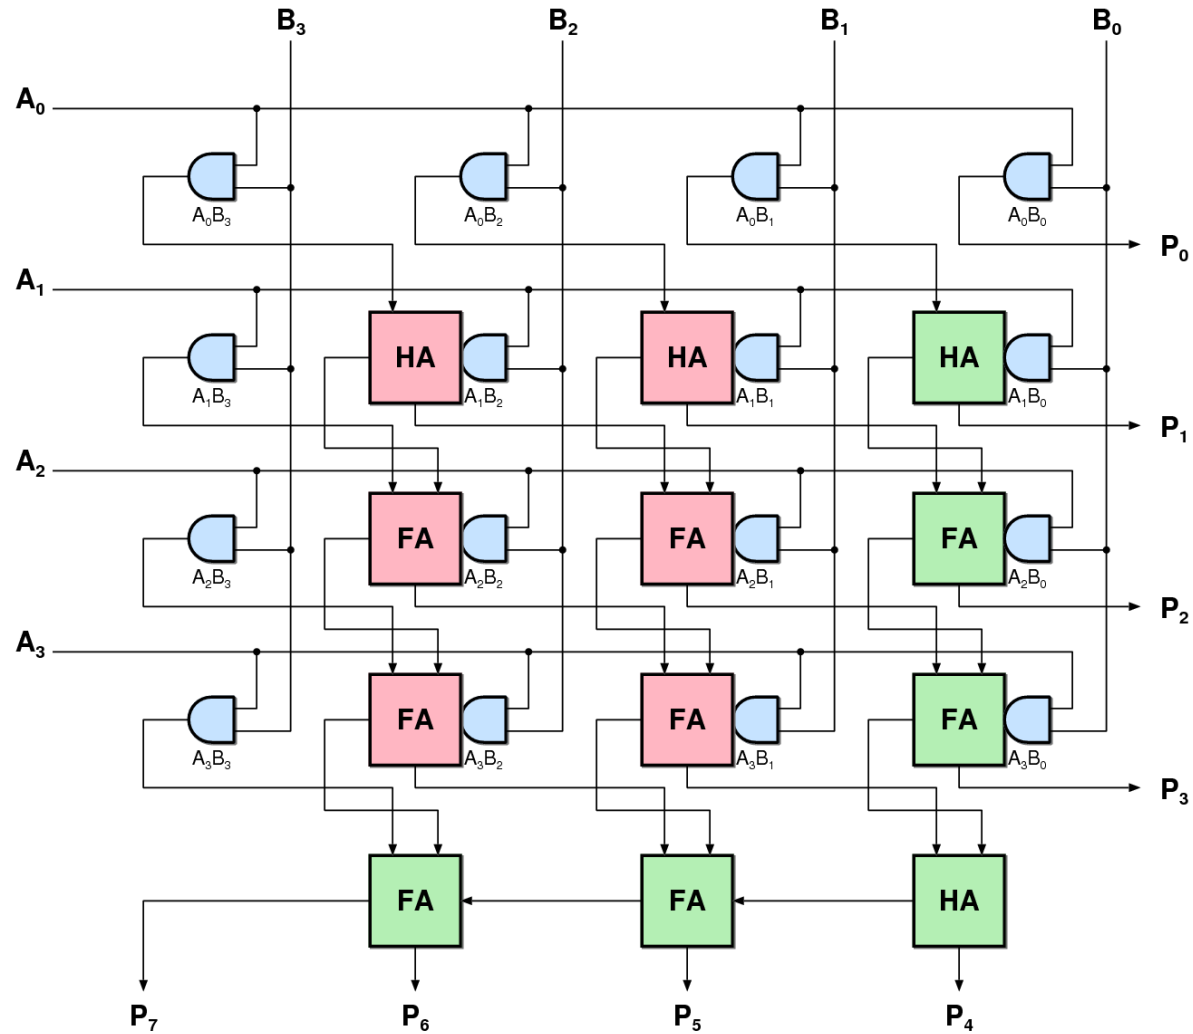 B₃ B₂ B₁ B₀
A₀
A₀B₃ A₀B₂ A₀B₁ A₀B₀
P₀
A₁
HA HA HA
A₁B₃ A₁B₂ A₁B₁ A₁B₀
P₁
A₂
FA FA FA
A₂B₃ A₂B₂ A₂B₁ A₂B₀
P₂
A₃
FA FA FA
A₃B₃ A₃B₂ A₃B₁ A₃B₀
P₃
FA FA HA
P₇ P₆ P₅ P₄